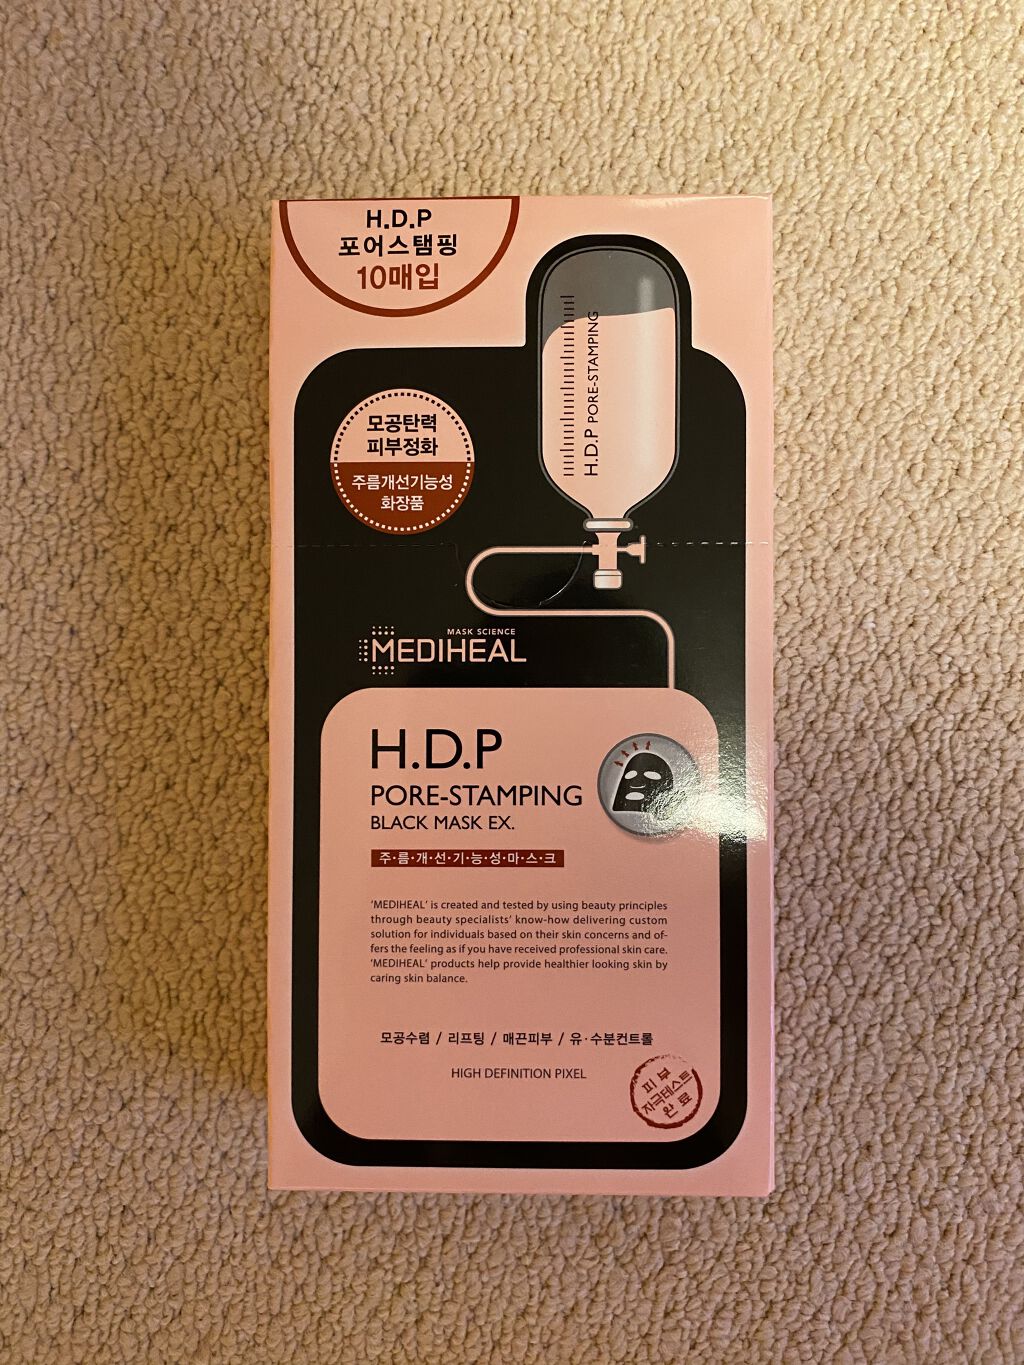 H.D.P
포어스탬핑
10매입
H.D.P PORE-STAMPING
모공탄력
피부정화
주름개선기능성
화장품
MASK SCIENCE
MEDIHEAL
H.D.P
PORE-STAMPING
BLACK MASK EX.
주·름·개·선·기·능·성·마·스·크
‘MEDIHEAL’ is created and tested by using beauty principles
through beauty specialists’ know-how delivering custom
solution for individuals based on their skin concerns and of-
fers the feeling as if you have received professional skin care.
‘MEDIHEAL’ products help provide healthier looking skin by
caring skin balance.
모공수렴 / 리프팅 / 매끈피부 / 유·수분컨트롤
HIGH DEFINITION PIXEL
피부
자극테스트
완료